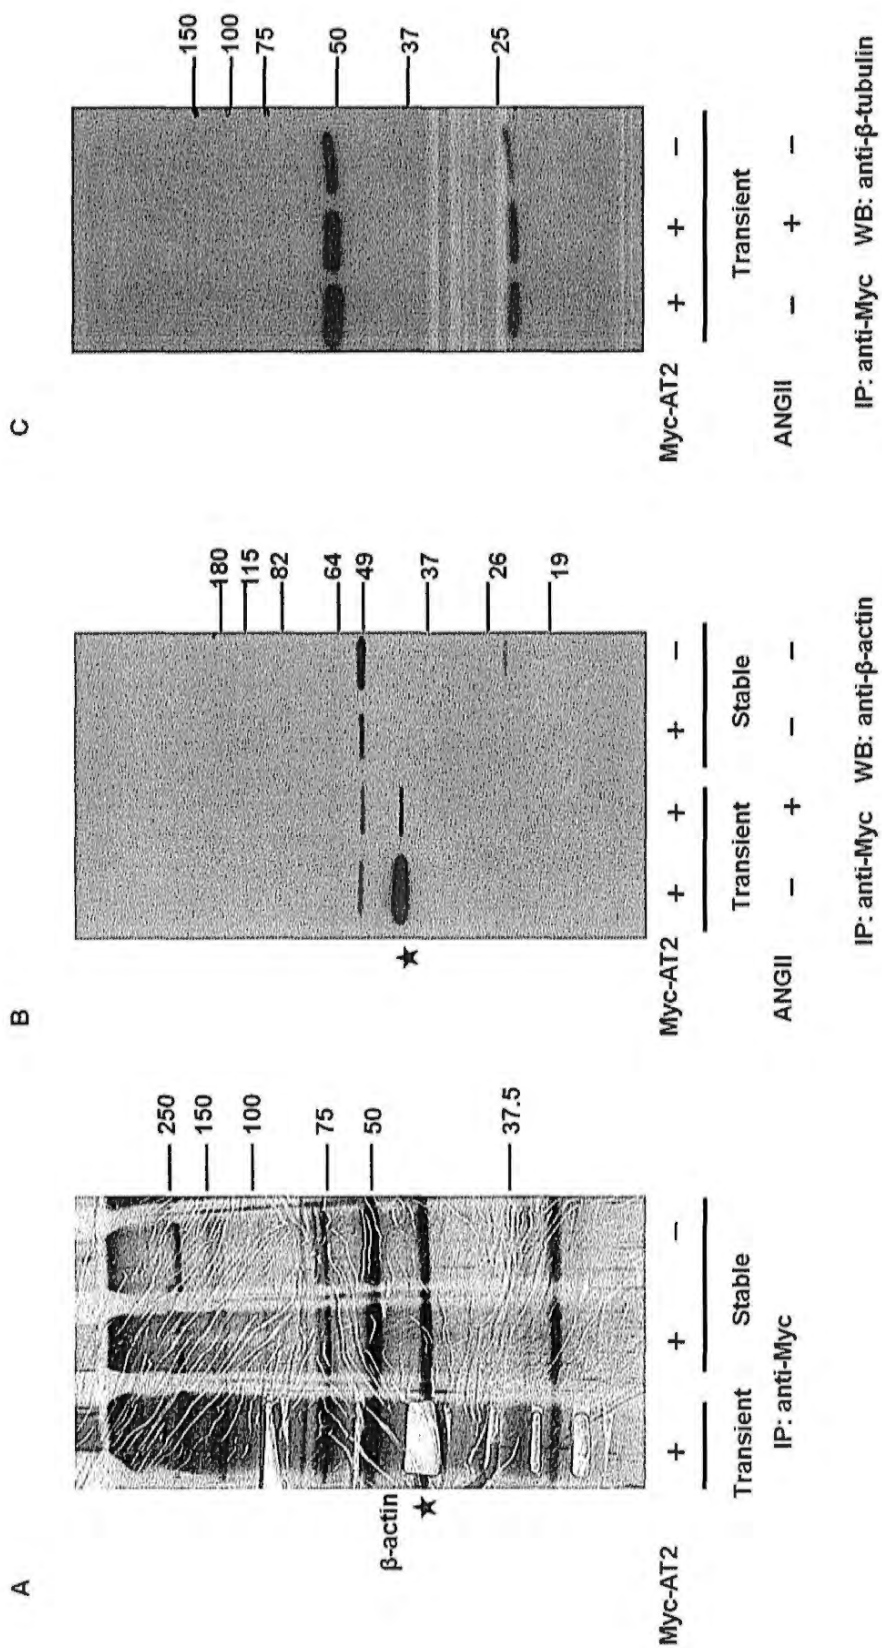 A
250
150
100
75
50
37.5
β-actin
★
Myc-AT2 + + −
Transient Stable
IP: anti-Myc
B
180
115
82
64
49
37
26
19
★
Myc-AT2 + + + −
Transient Stable
ANGII − + − −
IP: anti-Myc WB: anti-β-actin
C
150
100
75
50
37
25
Myc-AT2 + + −
Transient
ANGII − + −
IP: anti-Myc WB: anti-β-tubulin